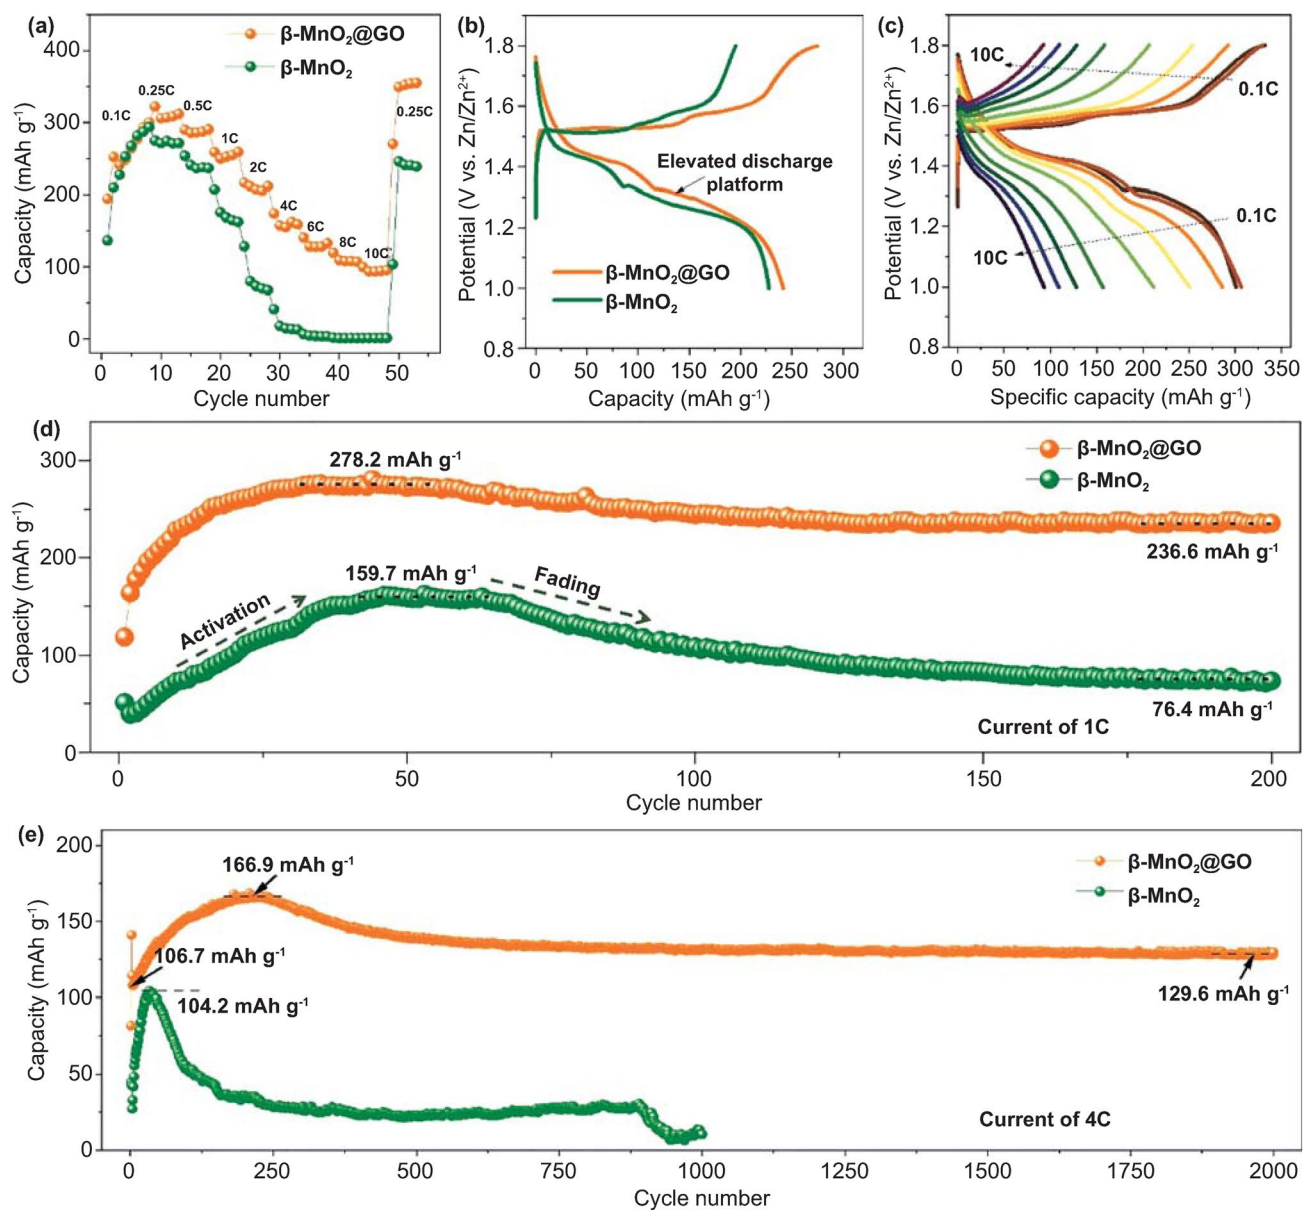 (a)
β-MnO₂@GO
β-MnO₂
0.1C
0.25C
0.5C
1C
2C
4C
6C
8C
10C
0.25C
Capacity (mAh g⁻¹)
400
300
200
100
0
0 10 20 30 40 50
Cycle number
(b)
Elevated discharge
platform
β-MnO₂@GO
β-MnO₂
Potential (V vs. Zn/Zn²⁺)
1.8
1.6
1.4
1.2
1.0
0.8
0 50 100 150 200 250 300
Capacity (mAh g⁻¹)
(c)
10C
0.1C
0.1C
10C
Potential (V vs. Zn/Zn²⁺)
1.8
1.6
1.4
1.2
1.0
0.8
0 50 100 150 200 250 300 350
Specific capacity (mAh g⁻¹)
(d)
β-MnO₂@GO
β-MnO₂
278.2 mAh g⁻¹
159.7 mAh g⁻¹
Activation
Fading
236.6 mAh g⁻¹
76.4 mAh g⁻¹
Current of 1C
Capacity (mAh g⁻¹)
300
200
100
0
0 50 100 150 200
Cycle number
(e)
β-MnO₂@GO
β-MnO₂
166.9 mAh g⁻¹
106.7 mAh g⁻¹
104.2 mAh g⁻¹
129.6 mAh g⁻¹
Current of 4C
Capacity (mAh g⁻¹)
200
150
100
50
0
0 250 500 750 1000 1250 1500 1750 2000
Cycle number